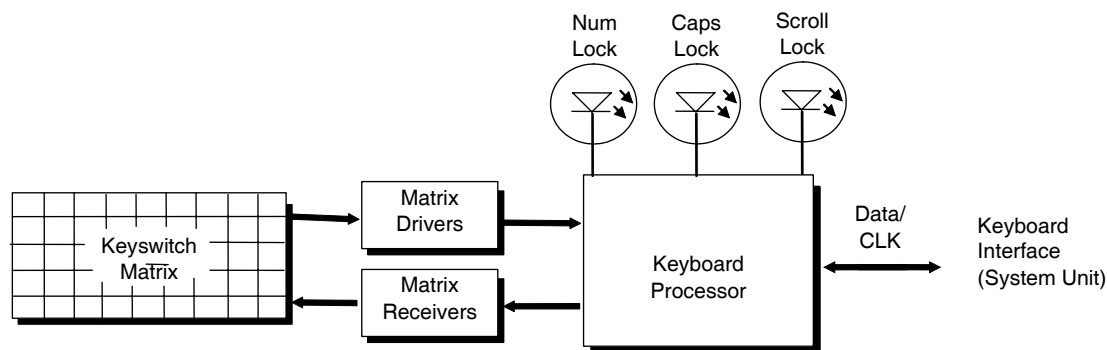 Num
Lock
Caps
Lock
Scroll
Lock
Keyswitch
Matrix
Matrix
Drivers
Matrix
Receivers
Keyboard
Processor
Data/
CLK
Keyboard
Interface
(System Unit)